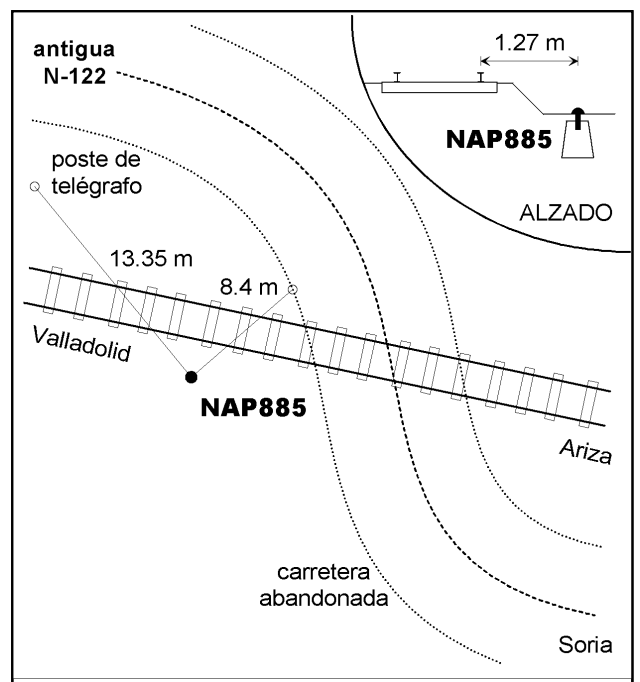 antigua
N-122
1.27 m
NAP885
ALZADO
poste de
telégrafo
13.35 m
8.4 m
Valladolid
NAP885
Ariza
carretera
abandonada
Soria